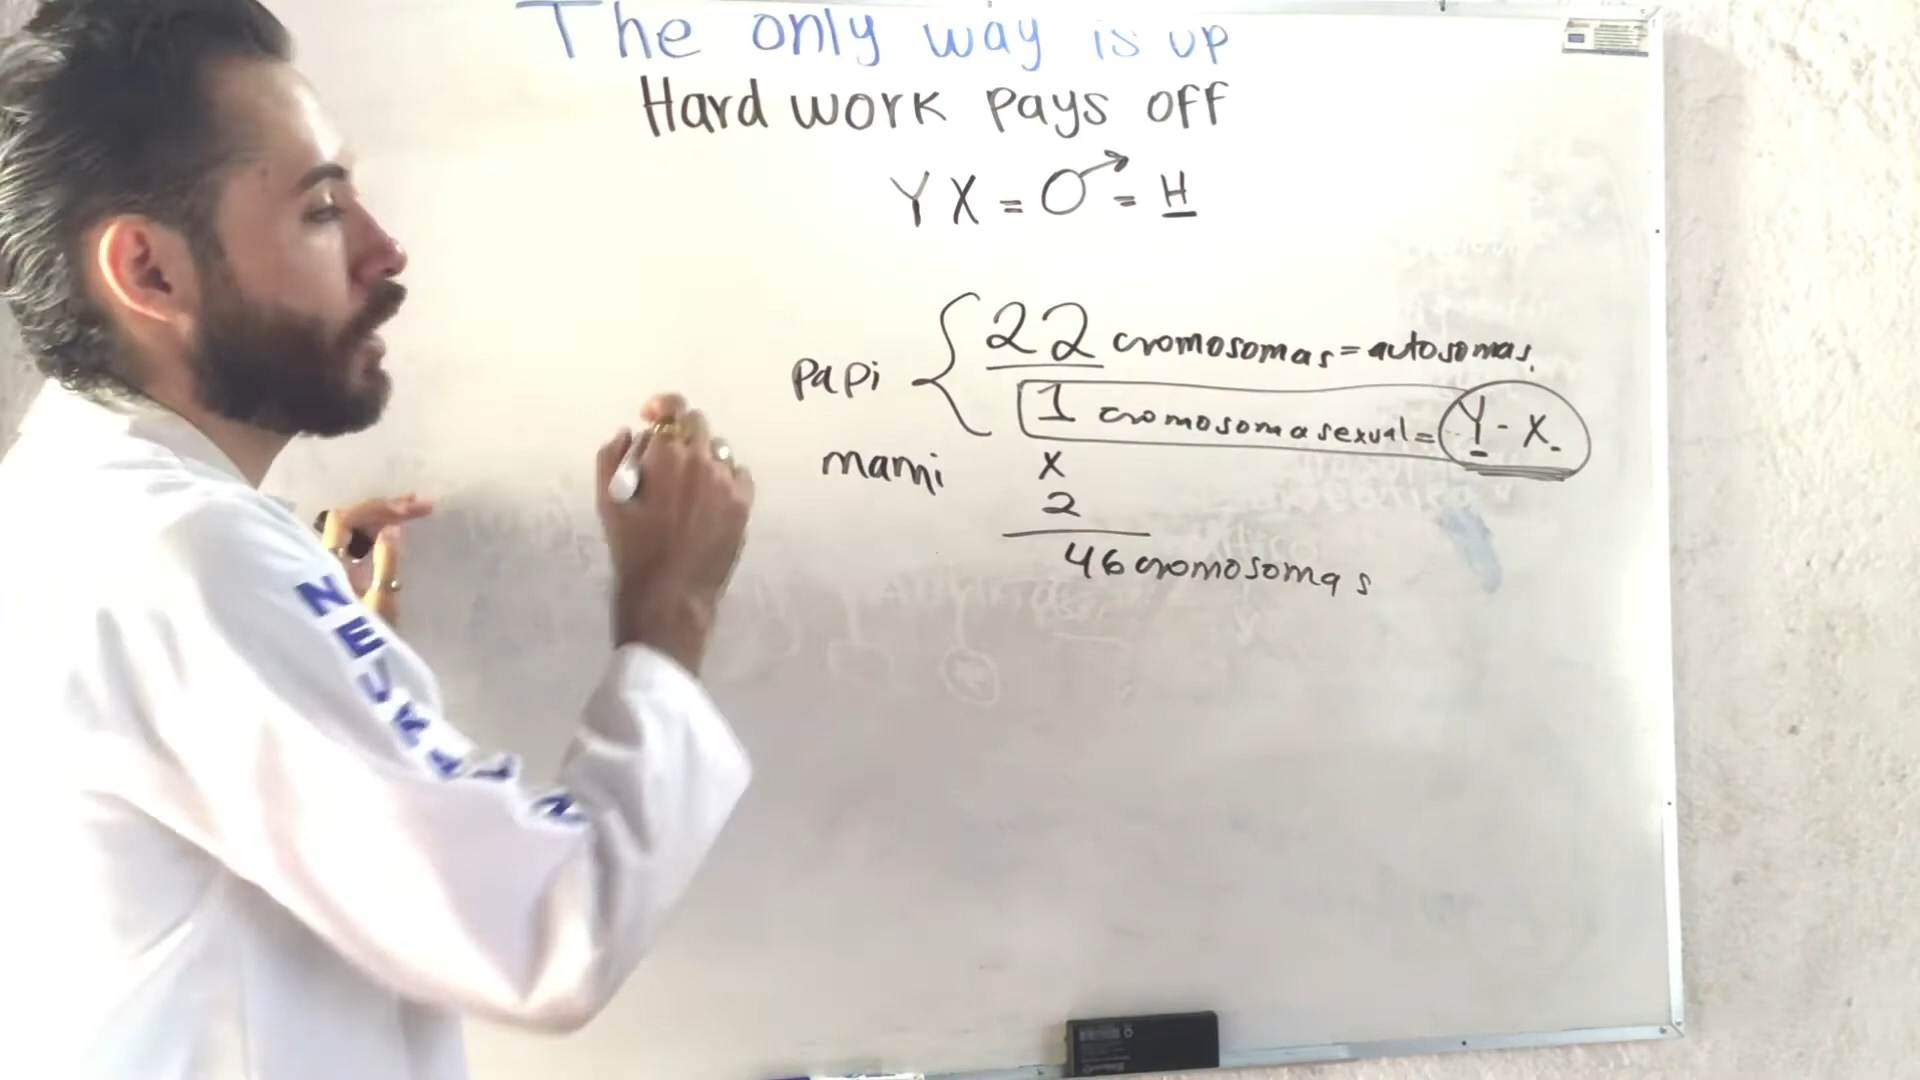 The only way is up
Hard work pays off
YX = ♂ = H
papi { 22 cromosomas = autosomas.
1 cromosoma sexual = Y - X.
mami x
2
46 cromosomas